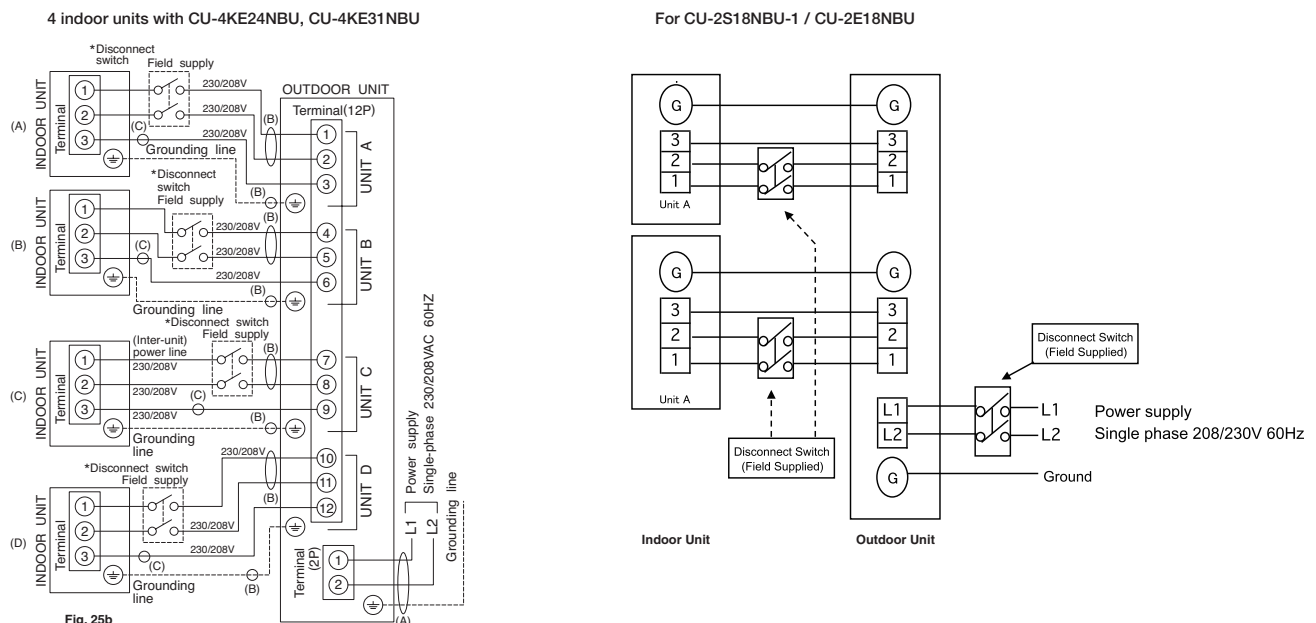 4 indoor units with CU-4KE24NBU, CU-4KE31NBU
*Disconnect
switch
Field supply
(A)
INDOOR UNIT
Terminal
1
2
3
230/208V
230/208V
230/208V
(C)
(B)
Grounding line
(B)
OUTDOOR UNIT
Terminal(12P)
1
2
3
UNIT A
*Disconnect
switch
Field supply
(B)
INDOOR UNIT
Terminal
1
2
3
(C)
230/208V
230/208V
230/208V
(B)
(B)
Grounding line
4
5
6
UNIT B
*Disconnect switch
Field supply
(C)
INDOOR UNIT
Terminal
1
2
3
(Inter-unit)
power line
230/208V
230/208V
230/208V
(C)
(B)
(B)
Grounding
line
7
8
9
UNIT C
*Disconnect switch
Field supply
(D)
INDOOR UNIT
Terminal
1
2
3
230/208V
230/208V
230/208V
(C)
(B)
(B)
Grounding
line
10
11
12
UNIT D
Terminal
(2P)
1
2
(A)
L1
L2
Power supply
Single-phase 230/208VAC 60HZ
Grounding line
Fig. 25b
For CU-2S18NBU-1 / CU-2E18NBU
G
3
2
1
Unit A
G
3
2
1
G
3
2
1
Unit A
G
3
2
1
Disconnect Switch
(Field Supplied)
Disconnect Switch
(Field Supplied)
L1
L2
G
L1
L2
Power supply
Single phase 208/230V 60Hz
Ground
Indoor Unit
Outdoor Unit